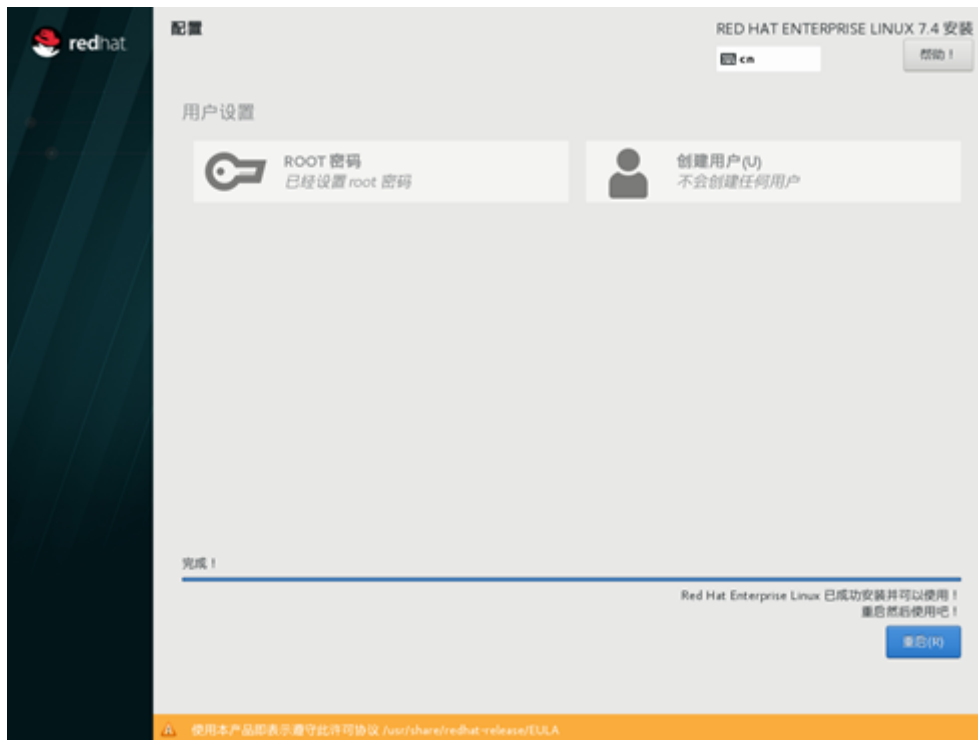 redhat
配置
RED HAT ENTERPRISE LINUX 7.4 安装
cn
帮助！
用户设置
ROOT 密码
已经设置 root 密码
创建用户(U)
不会创建任何用户
完成！
Red Hat Enterprise Linux 已成功安装并可以使用！
重启然后使用吧！
重启(R)
使用本产品即表示遵守此许可协议 /usr/share/redhat-release/EULA